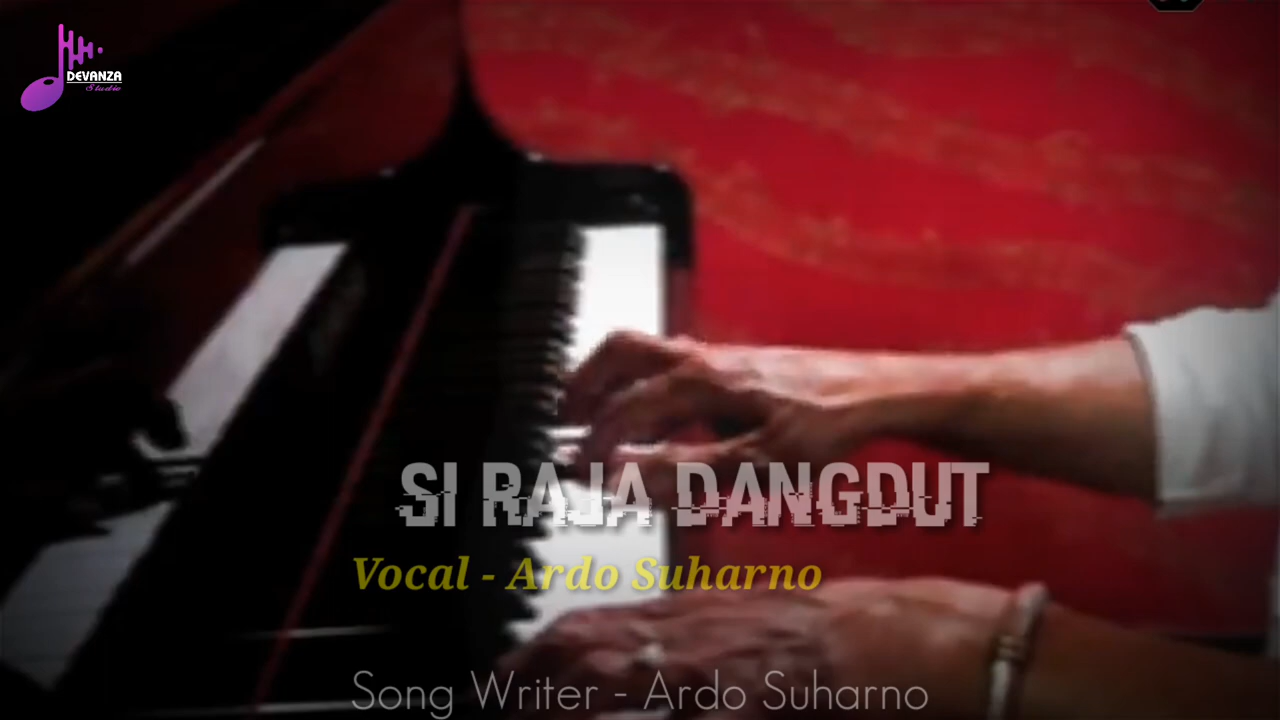 DEVANZA
Studio
SI RAJA DANGDUT
Vocal - Ardo Suharno
Song Writer - Ardo Suharno